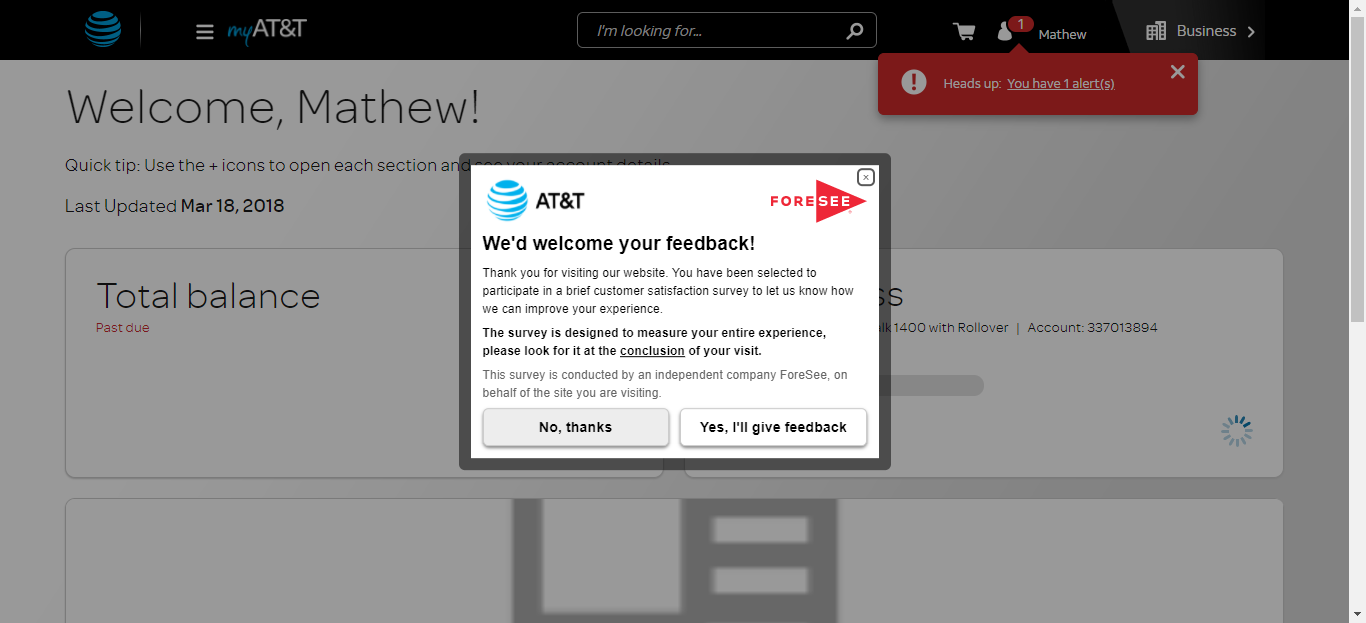 myAT&T
I'm looking for...
1
Mathew
Business
Heads up: You have 1 alert(s)
Welcome, Mathew!
Quick tip: Use the + icons to open each section and see your account details.
Last Updated Mar 18, 2018
Total balance
Past due
ss
alk 1400 with Rollover | Account: 337013894
AT&T
FORESEE
We'd welcome your feedback!
Thank you for visiting our website. You have been selected to
participate in a brief customer satisfaction survey to let us know how
we can improve your experience.
The survey is designed to measure your entire experience,
please look for it at the conclusion of your visit.
This survey is conducted by an independent company ForeSee, on
behalf of the site you are visiting.
No, thanks
Yes, I'll give feedback